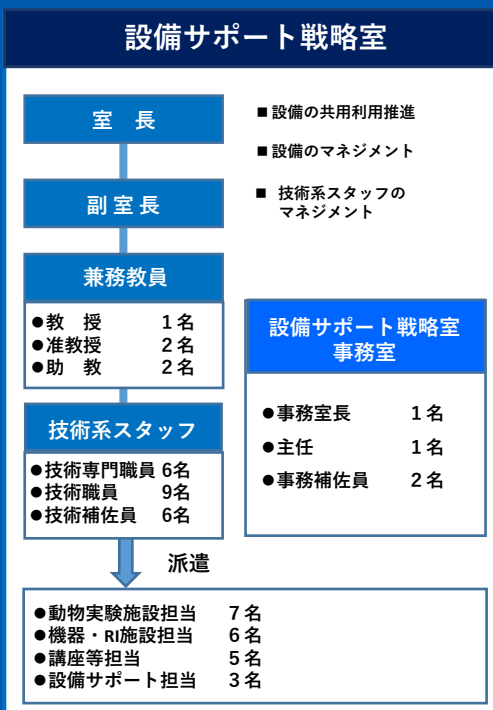 設備サポート戦略室
室　長
副 室 長
兼務教員
●教　授　　1 名
●准教授　　2 名
●助　教　　2 名
技術系スタッフ
●技術専門職員 6名
●技術職員　　9名
●技術補佐員　6名
■ 設備の共用利用推進
■ 設備のマネジメント
■ 技術系スタッフの
マネジメント
設備サポート戦略室
事務室
●事務室長　　1 名
●主任　　　　1 名
●事務補佐員　2 名
派遣
●動物実験施設担当　7 名
●機器・RI施設担当　6 名
●講座等担当　　　　5 名
●設備サポート担当　3 名